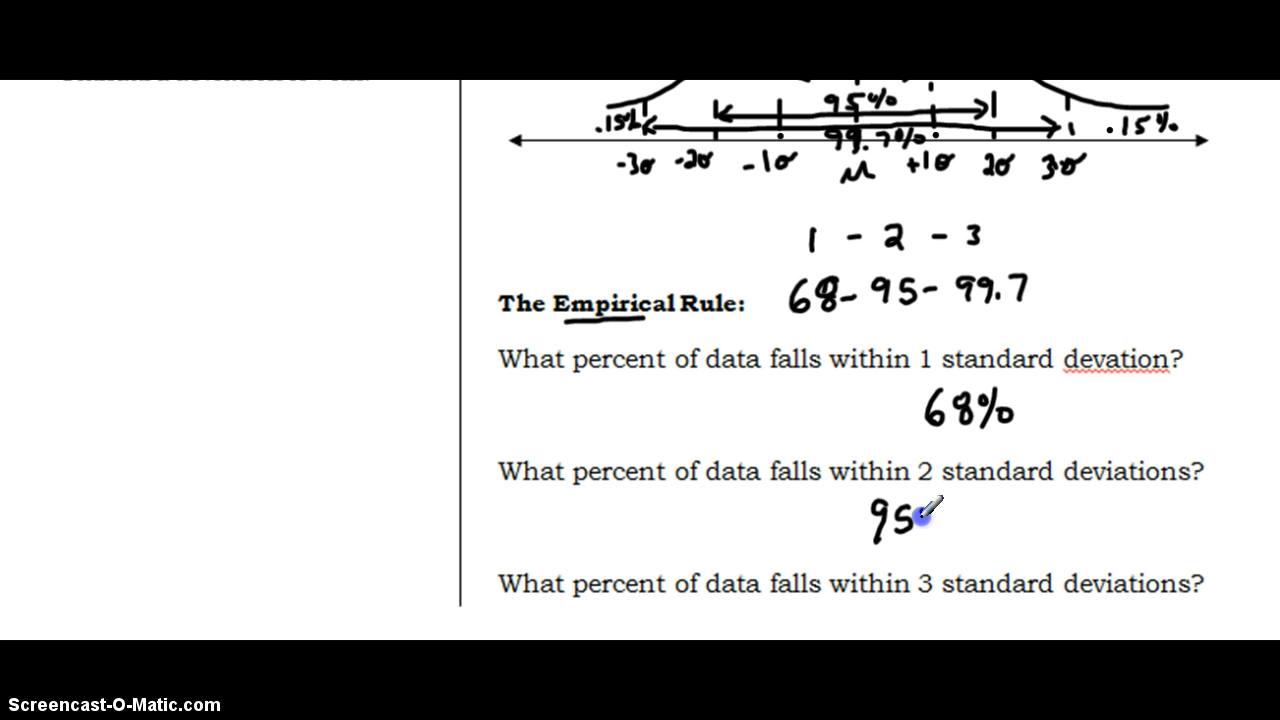 95%
.15% 99.7% .15%
-3σ -2σ -1σ μ +1σ 2σ 3σ
1 - 2 - 3
The Empirical Rule: 68-95-99.7
What percent of data falls within 1 standard devation?
68%
What percent of data falls within 2 standard deviations?
95
What percent of data falls within 3 standard deviations?
Screencast-O-Matic.com